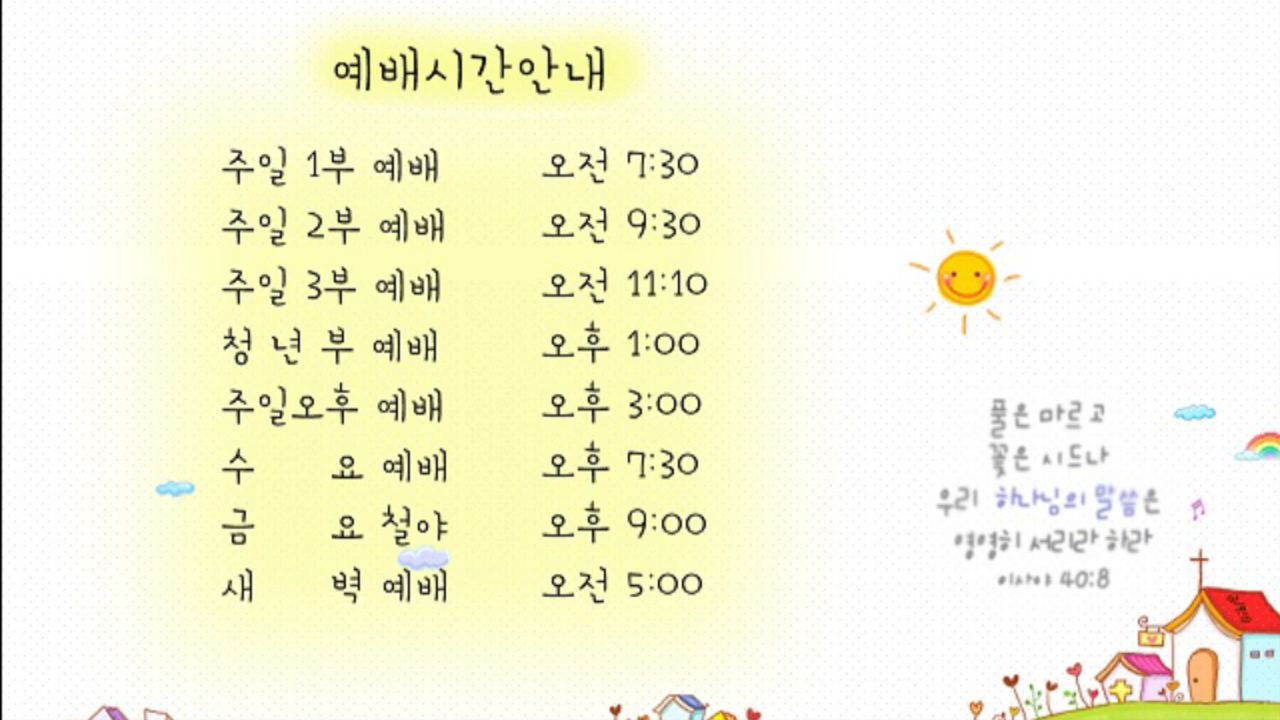 예배시간안내
주일 1부 예배 오전 7:30
주일 2부 예배 오전 9:30
주일 3부 예배 오전 11:10
청 년 부 예배 오후 1:00
주일오후 예배 오후 3:00
수 요 예배 오후 7:30
금 요 철야 오후 9:00
새 벽 예배 오전 5:00
풀은 마르고
꽃은 시드나
우리 하나님의 말씀은
영영히 서리라 하라
이사야 40:8